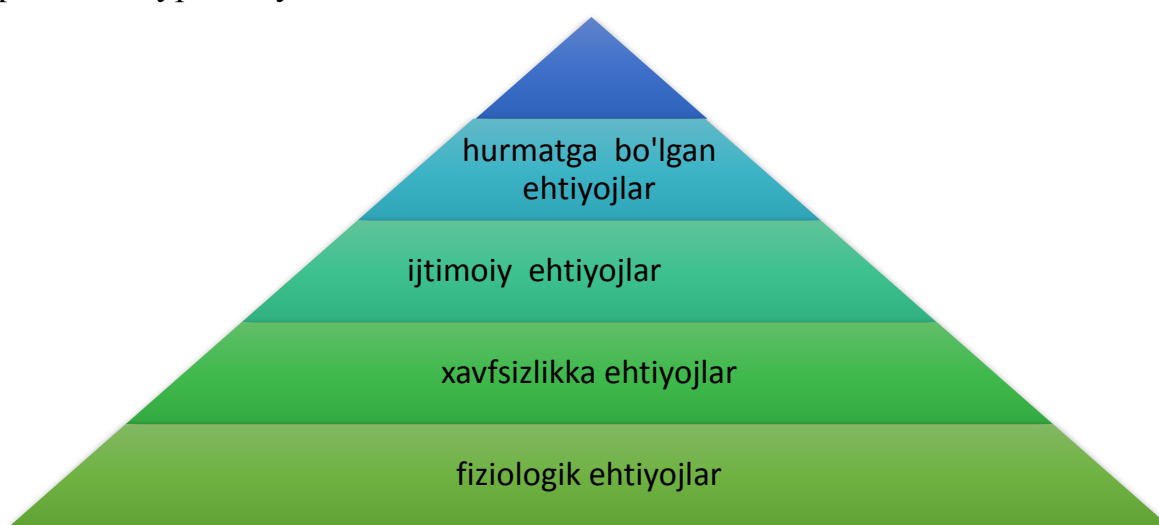 hurmatga bo'lgan
ehtiyojlar
ijtimoiy ehtiyojlar
xavfsizlikka ehtiyojlar
fiziologik ehtiyojlar